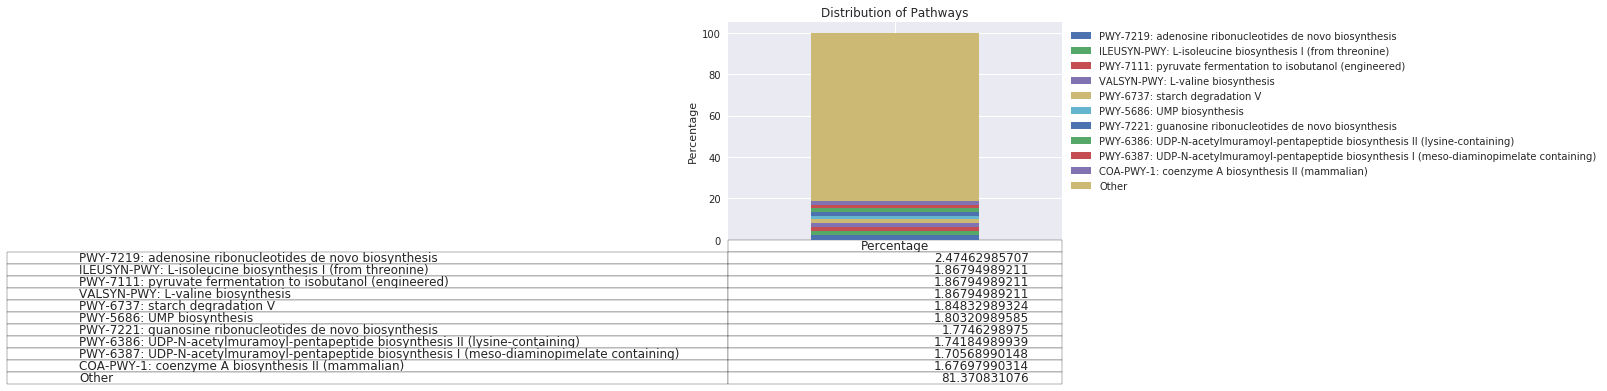 Distribution of Pathways
100
80
60
40
20
0
Percentage
PWY-7219: adenosine ribonucleotides de novo biosynthesis
ILEUSYN-PWY: L-isoleucine biosynthesis I (from threonine)
PWY-7111: pyruvate fermentation to isobutanol (engineered)
VALSYN-PWY: L-valine biosynthesis
PWY-6737: starch degradation V
PWY-5686: UMP biosynthesis
PWY-7221: guanosine ribonucleotides de novo biosynthesis
PWY-6386: UDP-N-acetylmuramoyl-pentapeptide biosynthesis II (lysine-containing)
PWY-6387: UDP-N-acetylmuramoyl-pentapeptide biosynthesis I (meso-diaminopimelate containing)
COA-PWY-1: coenzyme A biosynthesis II (mammalian)
Other
Percentage
PWY-7219: adenosine ribonucleotides de novo biosynthesis 2.47462985707
ILEUSYN-PWY: L-isoleucine biosynthesis I (from threonine) 1.86794989211
PWY-7111: pyruvate fermentation to isobutanol (engineered) 1.86794989211
VALSYN-PWY: L-valine biosynthesis 1.86794989211
PWY-6737: starch degradation V 1.84832989324
PWY-5686: UMP biosynthesis 1.80320989585
PWY-7221: guanosine ribonucleotides de novo biosynthesis 1.7746298975
PWY-6386: UDP-N-acetylmuramoyl-pentapeptide biosynthesis II (lysine-containing) 1.74184989939
PWY-6387: UDP-N-acetylmuramoyl-pentapeptide biosynthesis I (meso-diaminopimelate containing) 1.70568990148
COA-PWY-1: coenzyme A biosynthesis II (mammalian) 1.67697990314
Other 81.370831076